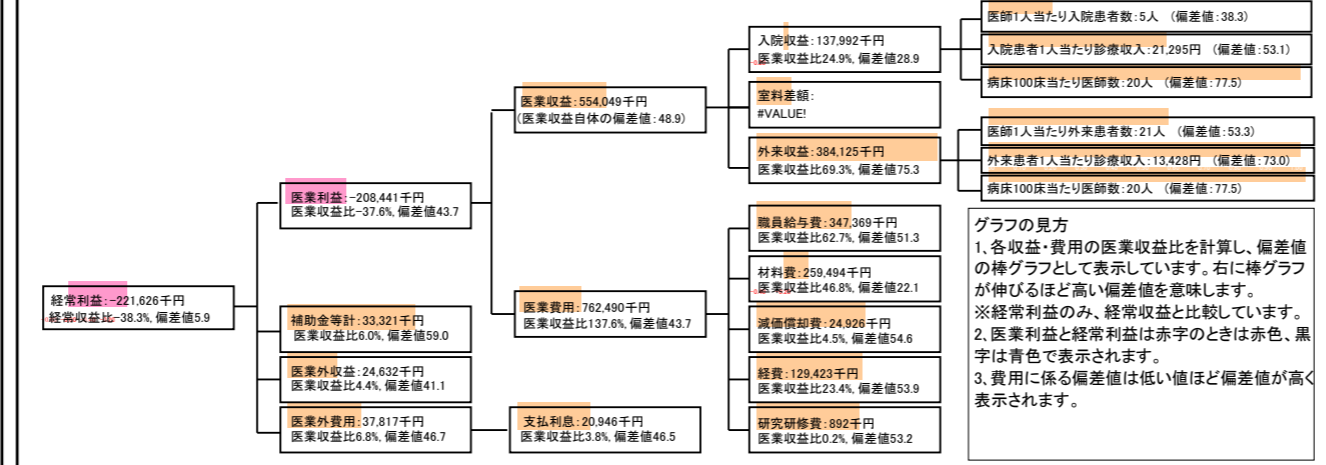 経常利益:-221,626千円
経常収益比-38.3%, 偏差値5.9
医業利益:-208,441千円
医業収益比-37.6%, 偏差値43.7
補助金等計:33,321千円
医業収益比6.0%, 偏差値59.0
医業外収益:24,632千円
医業収益比4.4%, 偏差値41.1
医業外費用:37,817千円
医業収益比6.8%, 偏差値46.7
医業収益:554,049千円
(医業収益自体の偏差値:48.9)
医業費用:762,490千円
医業収益比137.6%, 偏差値43.7
支払利息:20,946千円
医業収益比3.8%, 偏差値46.5
入院収益:137,992千円
医業収益比24.9%, 偏差値28.9
室料差額:
#VALUE!
外来収益:384,125千円
医業収益比69.3%, 偏差値75.3
職員給与費:347,369千円
医業収益比62.7%, 偏差値51.3
材料費:259,494千円
医業収益比46.8%, 偏差値22.1
減価償却費:24,926千円
医業収益比4.5%, 偏差値54.6
経費:129,423千円
医業収益比23.4%, 偏差値53.9
研究研修費:892千円
医業収益比0.2%, 偏差値53.2
医師1人当たり入院患者数:5人 (偏差値:38.3)
入院患者1人当たり診療収入:21,295円 (偏差値:53.1)
病床100床当たり医師数:20人 (偏差値:77.5)
医師1人当たり外来患者数:21人 (偏差値:53.3)
外来患者1人当たり診療収入:13,428円 (偏差値:73.0)
病床100床当たり医師数:20人 (偏差値:77.5)
グラフの見方
1、各収益・費用の医業収益比を計算し、偏差値
の棒グラフとして表示しています。右に棒グラフ
が伸びるほど高い偏差値を意味します。
※経常利益のみ、経常収益と比較しています。
2、医業利益と経常利益は赤字のときは赤色、黒
字は青色で表示されます。
3、費用に係る偏差値は低い値ほど偏差値が高く
表示されます。